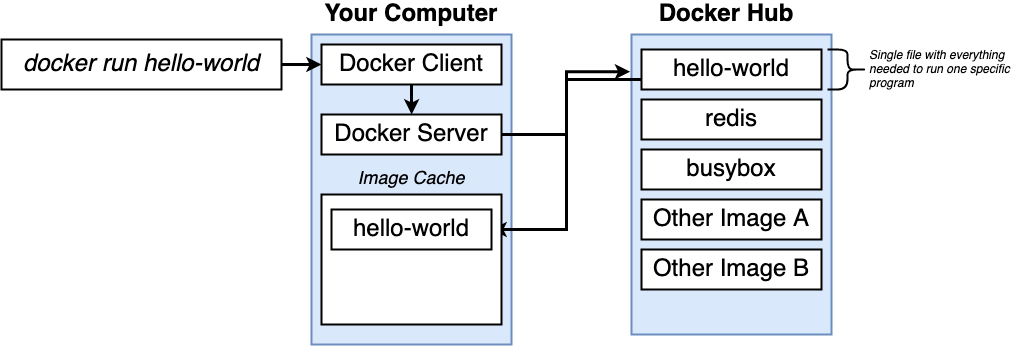 Your Computer
Docker Hub
docker run hello-world
Docker Client
Docker Server
Image Cache
hello-world
hello-world
redis
busybox
Other Image A
Other Image B
Single file with everything
needed to run one specific
program